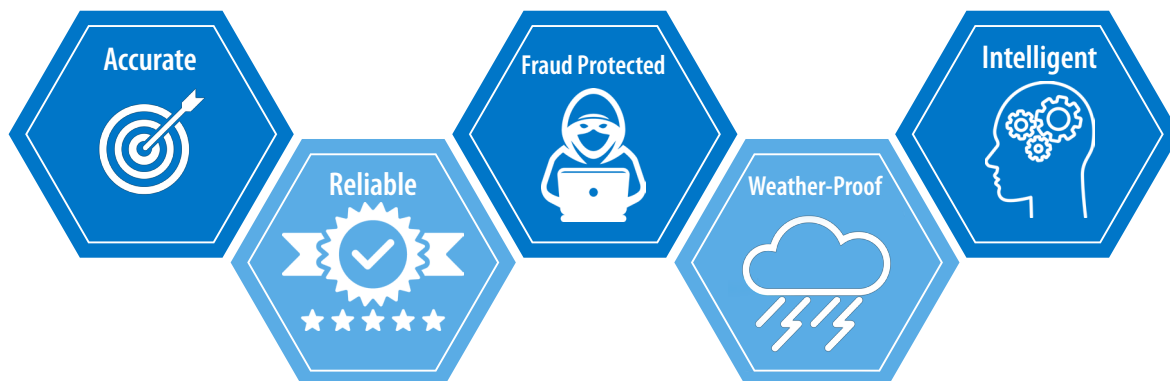 Accurate
Reliable
Fraud Protected
Weather-Proof
Intelligent